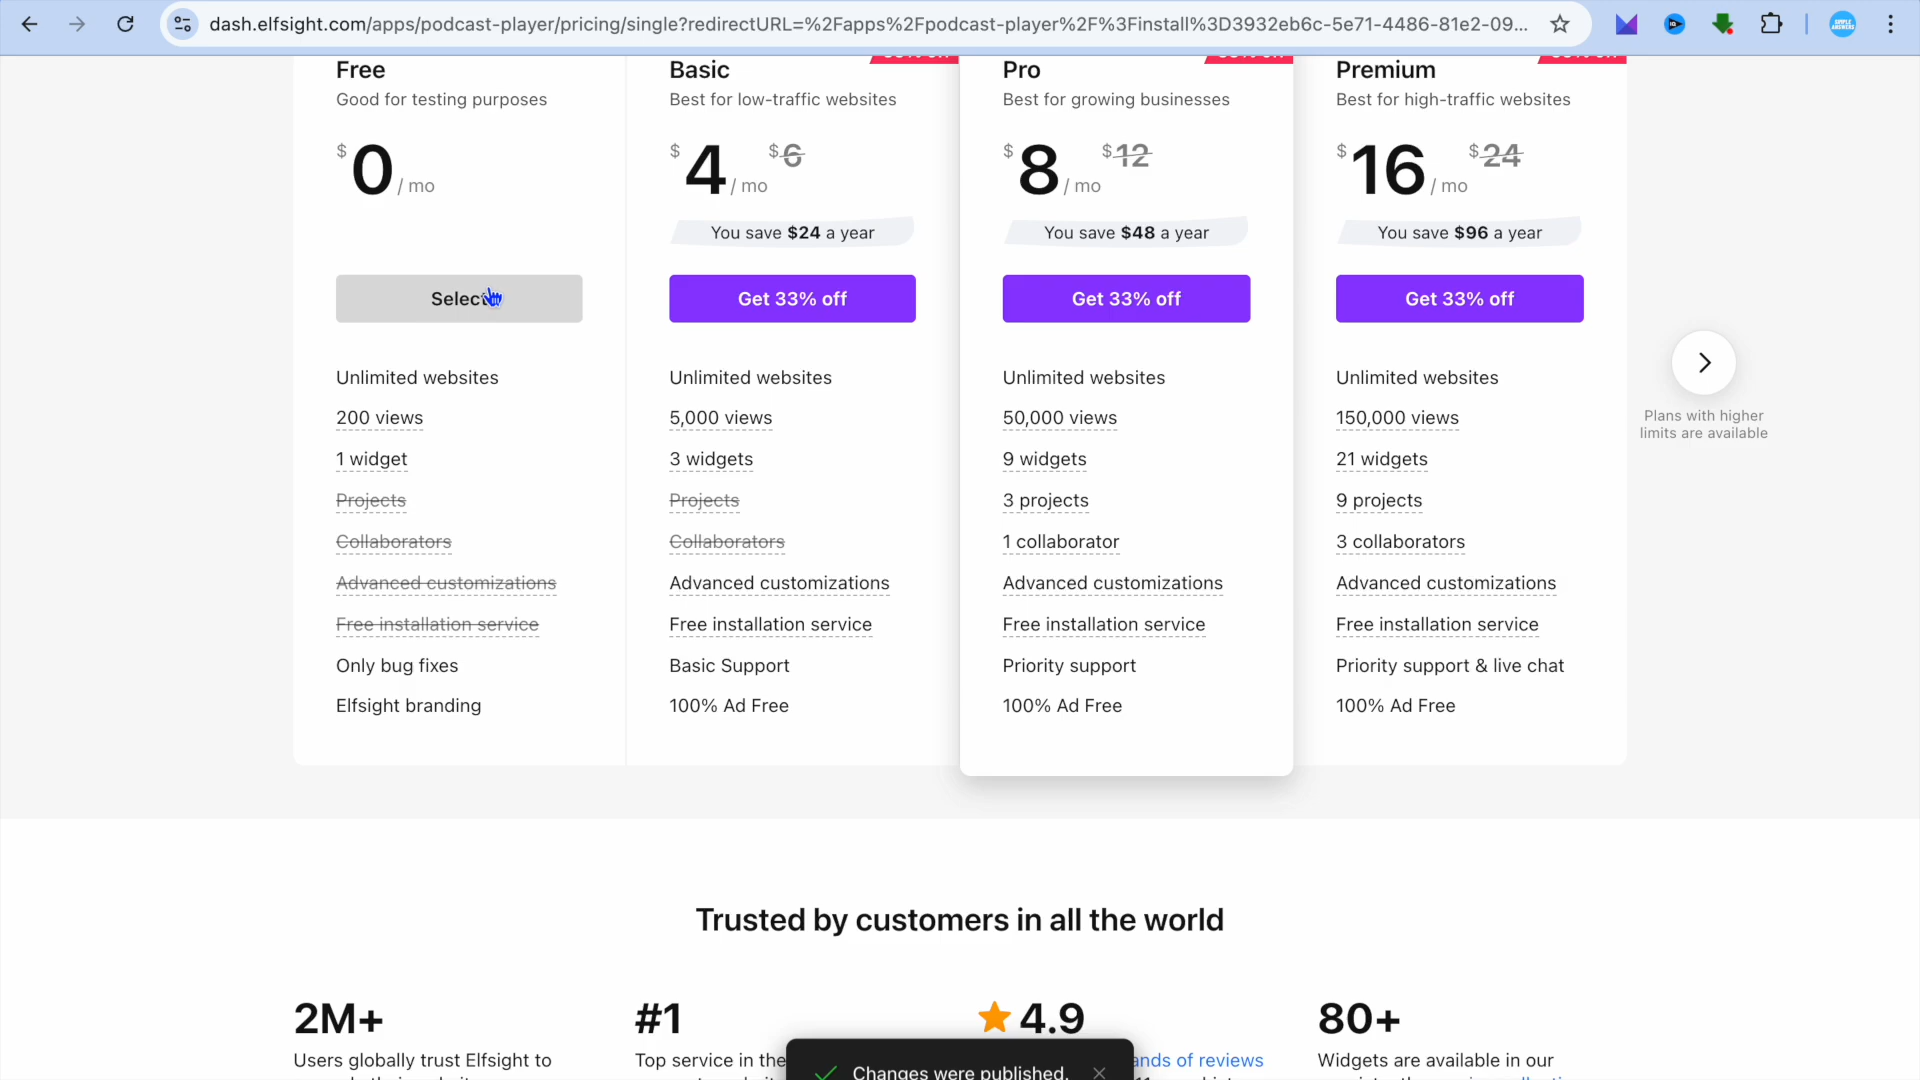 dash.elfsight.com/apps/podcast-player/pricing/single?redirectURL=%2Fapps%2Fpodcast-player%2F%3Finstall%3D3932eb6c-5e71-4486-81e2-09...
Free
Good for testing purposes
$ 0 / mo
Select
Unlimited websites
200 views
1 widget
Projects
Collaborators
Advanced customizations
Free installation service
Only bug fixes
Elfsight branding
Basic
Best for low-traffic websites
$ 4 / mo $6
You save $24 a year
Get 33% off
Unlimited websites
5,000 views
3 widgets
Projects
Collaborators
Advanced customizations
Free installation service
Basic Support
100% Ad Free
Pro
Best for growing businesses
$ 8 / mo $12
You save $48 a year
Get 33% off
Unlimited websites
50,000 views
9 widgets
3 projects
1 collaborator
Advanced customizations
Free installation service
Priority support
100% Ad Free
Premium
Best for high-traffic websites
$ 16 / mo $24
You save $96 a year
Get 33% off
Unlimited websites
150,000 views
21 widgets
9 projects
3 collaborators
Advanced customizations
Free installation service
Priority support & live chat
100% Ad Free
Plans with higher
limits are available
Trusted by customers in all the world
2M+
Users globally trust Elfsight to
#1
Top service in the
4.9
ands of reviews
80+
Widgets are available in our
Changes were published.